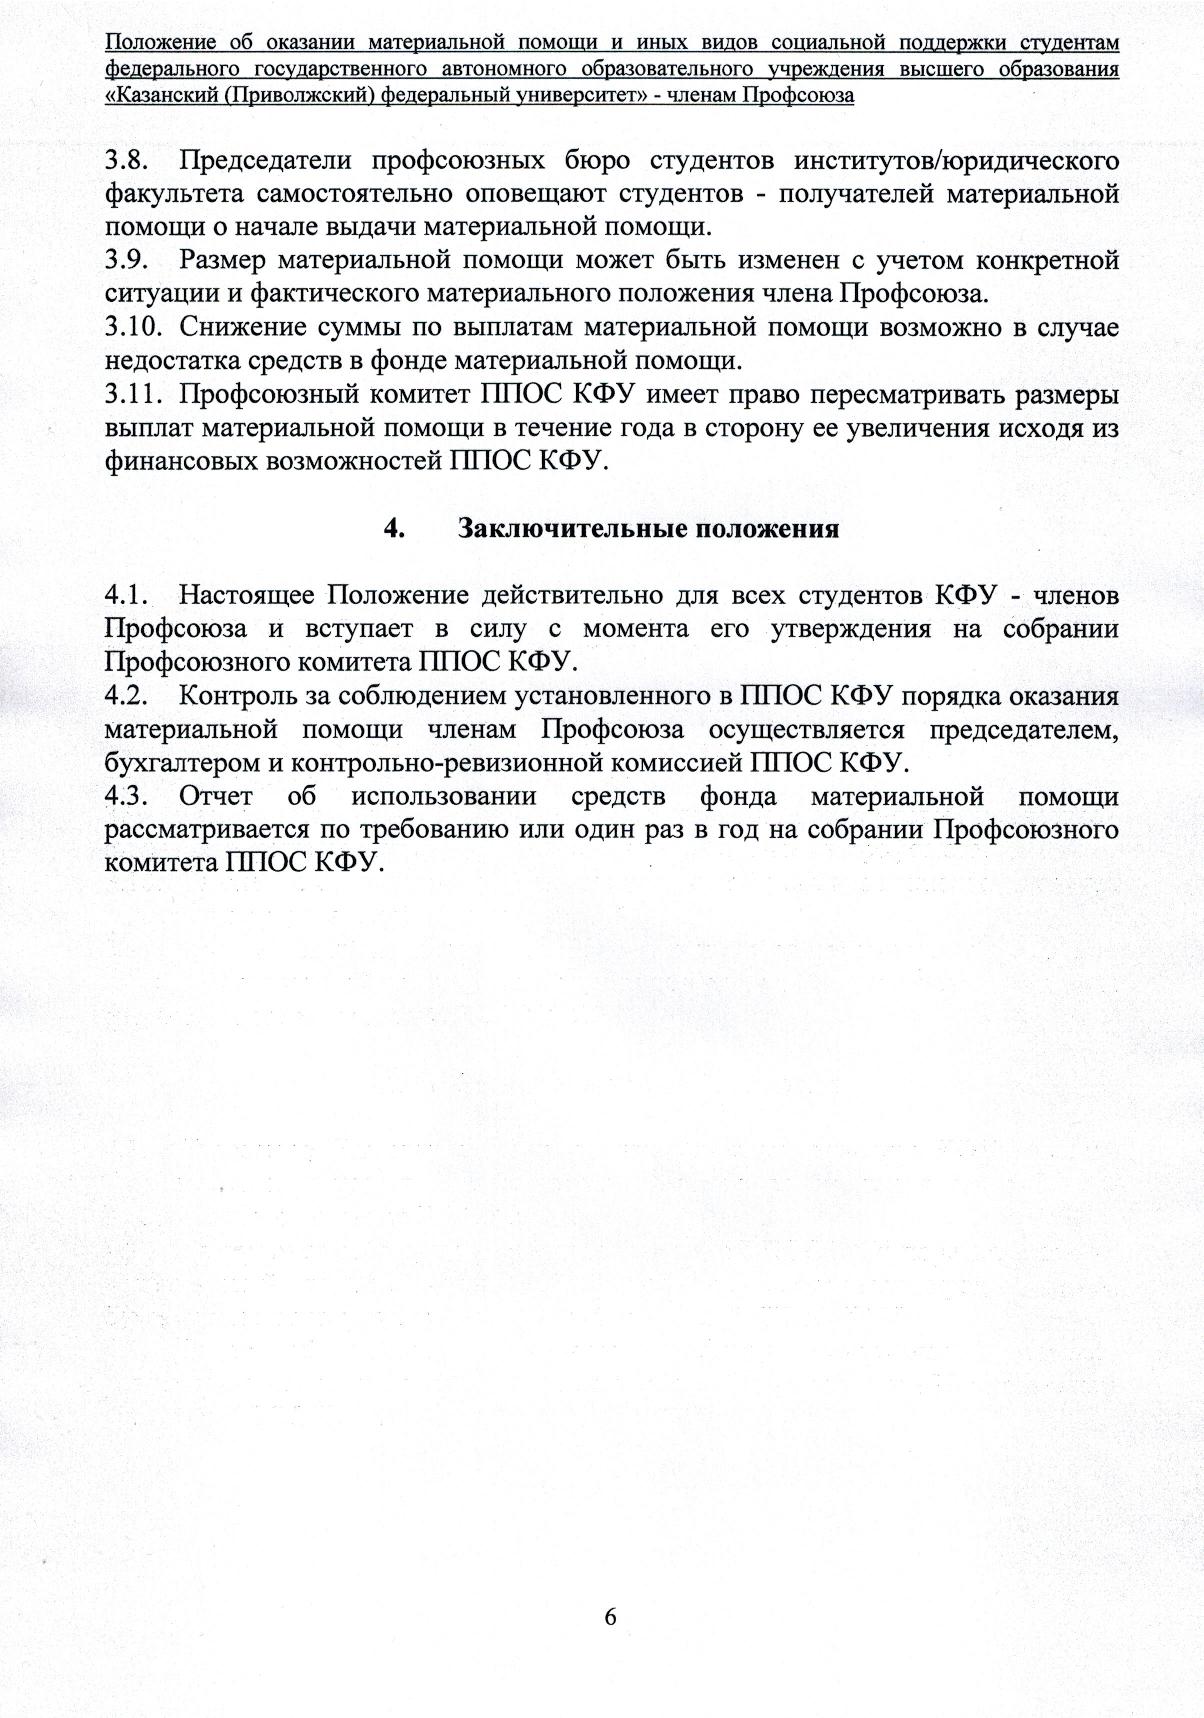 Положение об оказании материальной помощи и иных видов социальной поддержки студентам
федерального государственного автономного образовательного учреждения высшего образования
«Казанский (Приволжский) федеральный университет» - членам Профсоюза
3.8. Председатели профсоюзных бюро студентов институтов/юридического
факультета самостоятельно оповещают студентов - получателей материальной
помощи о начале выдачи материальной помощи.
3.9. Размер материальной помощи может быть изменен с учетом конкретной
ситуации и фактического материального положения члена Профсоюза.
3.10. Снижение суммы по выплатам материальной помощи возможно в случае
недостатка средств в фонде материальной помощи.
3.11. Профсоюзный комитет ППОС КФУ имеет право пересматривать размеры
выплат материальной помощи в течение года в сторону ее увеличения исходя из
финансовых возможностей ППОС КФУ.
4. Заключительные положения
4.1. Настоящее Положение действительно для всех студентов КФУ - членов
Профсоюза и вступает в силу с момента его утверждения на собрании
Профсоюзного комитета ППОС КФУ.
4.2. Контроль за соблюдением установленного в ППОС КФУ порядка оказания
материальной помощи членам Профсоюза осуществляется председателем,
бухгалтером и контрольно-ревизионной комиссией ППОС КФУ.
4.3. Отчет об использовании средств фонда материальной помощи
рассматривается по требованию или один раз в год на собрании Профсоюзного
комитета ППОС КФУ.
6